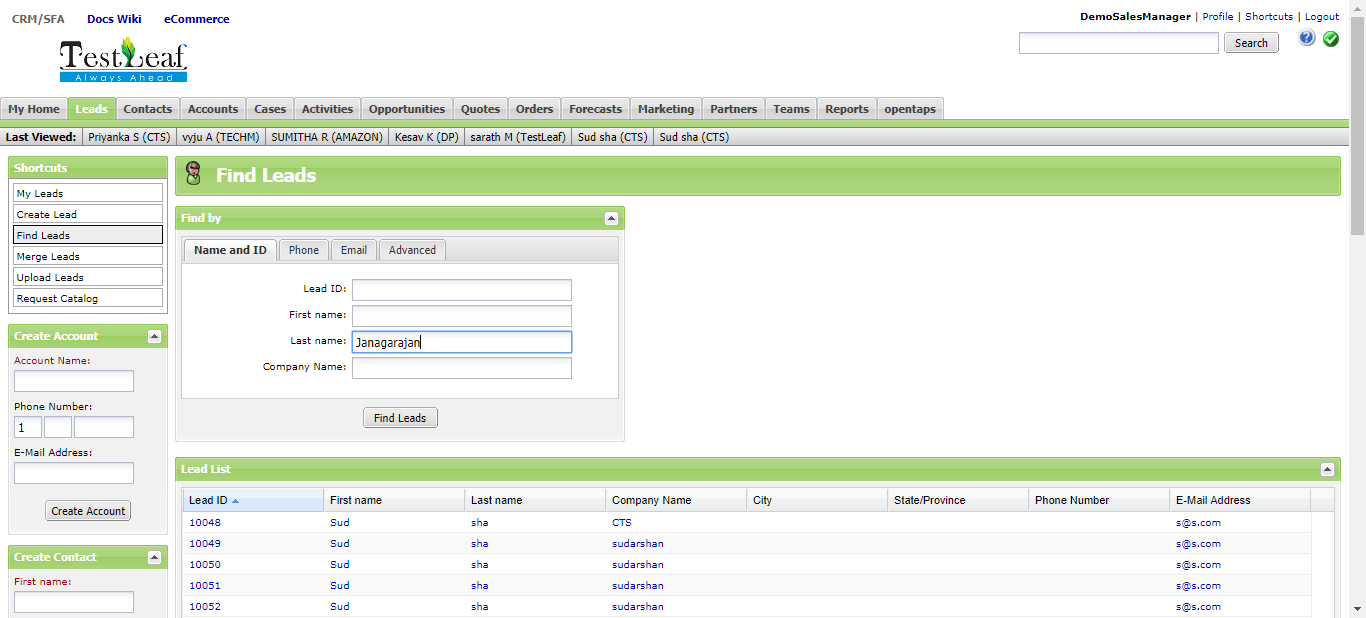 CRM/SFA Docs Wiki eCommerce
DemoSalesManager | Profile | Shortcuts | Logout
TestLeaf
Always Ahead
Search
My Home Leads Contacts Accounts Cases Activities Opportunities Quotes Orders Forecasts Marketing Partners Teams Reports opentaps
Last Viewed: Priyanka S (CTS) vyju A (TECHM) SUMITHA R (AMAZON) Kesav K (DP) sarath M (TestLeaf) Sud sha (CTS) Sud sha (CTS)
Shortcuts
My Leads
Create Lead
Find Leads
Merge Leads
Upload Leads
Request Catalog
Create Account
Account Name:
Phone Number:
1
E-Mail Address:
Create Account
Create Contact
First name:
Find Leads
Find by
Name and ID Phone Email Advanced
Lead ID:
First name:
Last name: Janagarajan
Company Name:
Find Leads
Lead List
Lead ID First name Last name Company Name City State/Province Phone Number E-Mail Address
10048 Sud sha CTS s@s.com
10049 Sud sha sudarshan s@s.com
10050 Sud sha sudarshan s@s.com
10051 Sud sha sudarshan s@s.com
10052 Sud sha sudarshan s@s.com